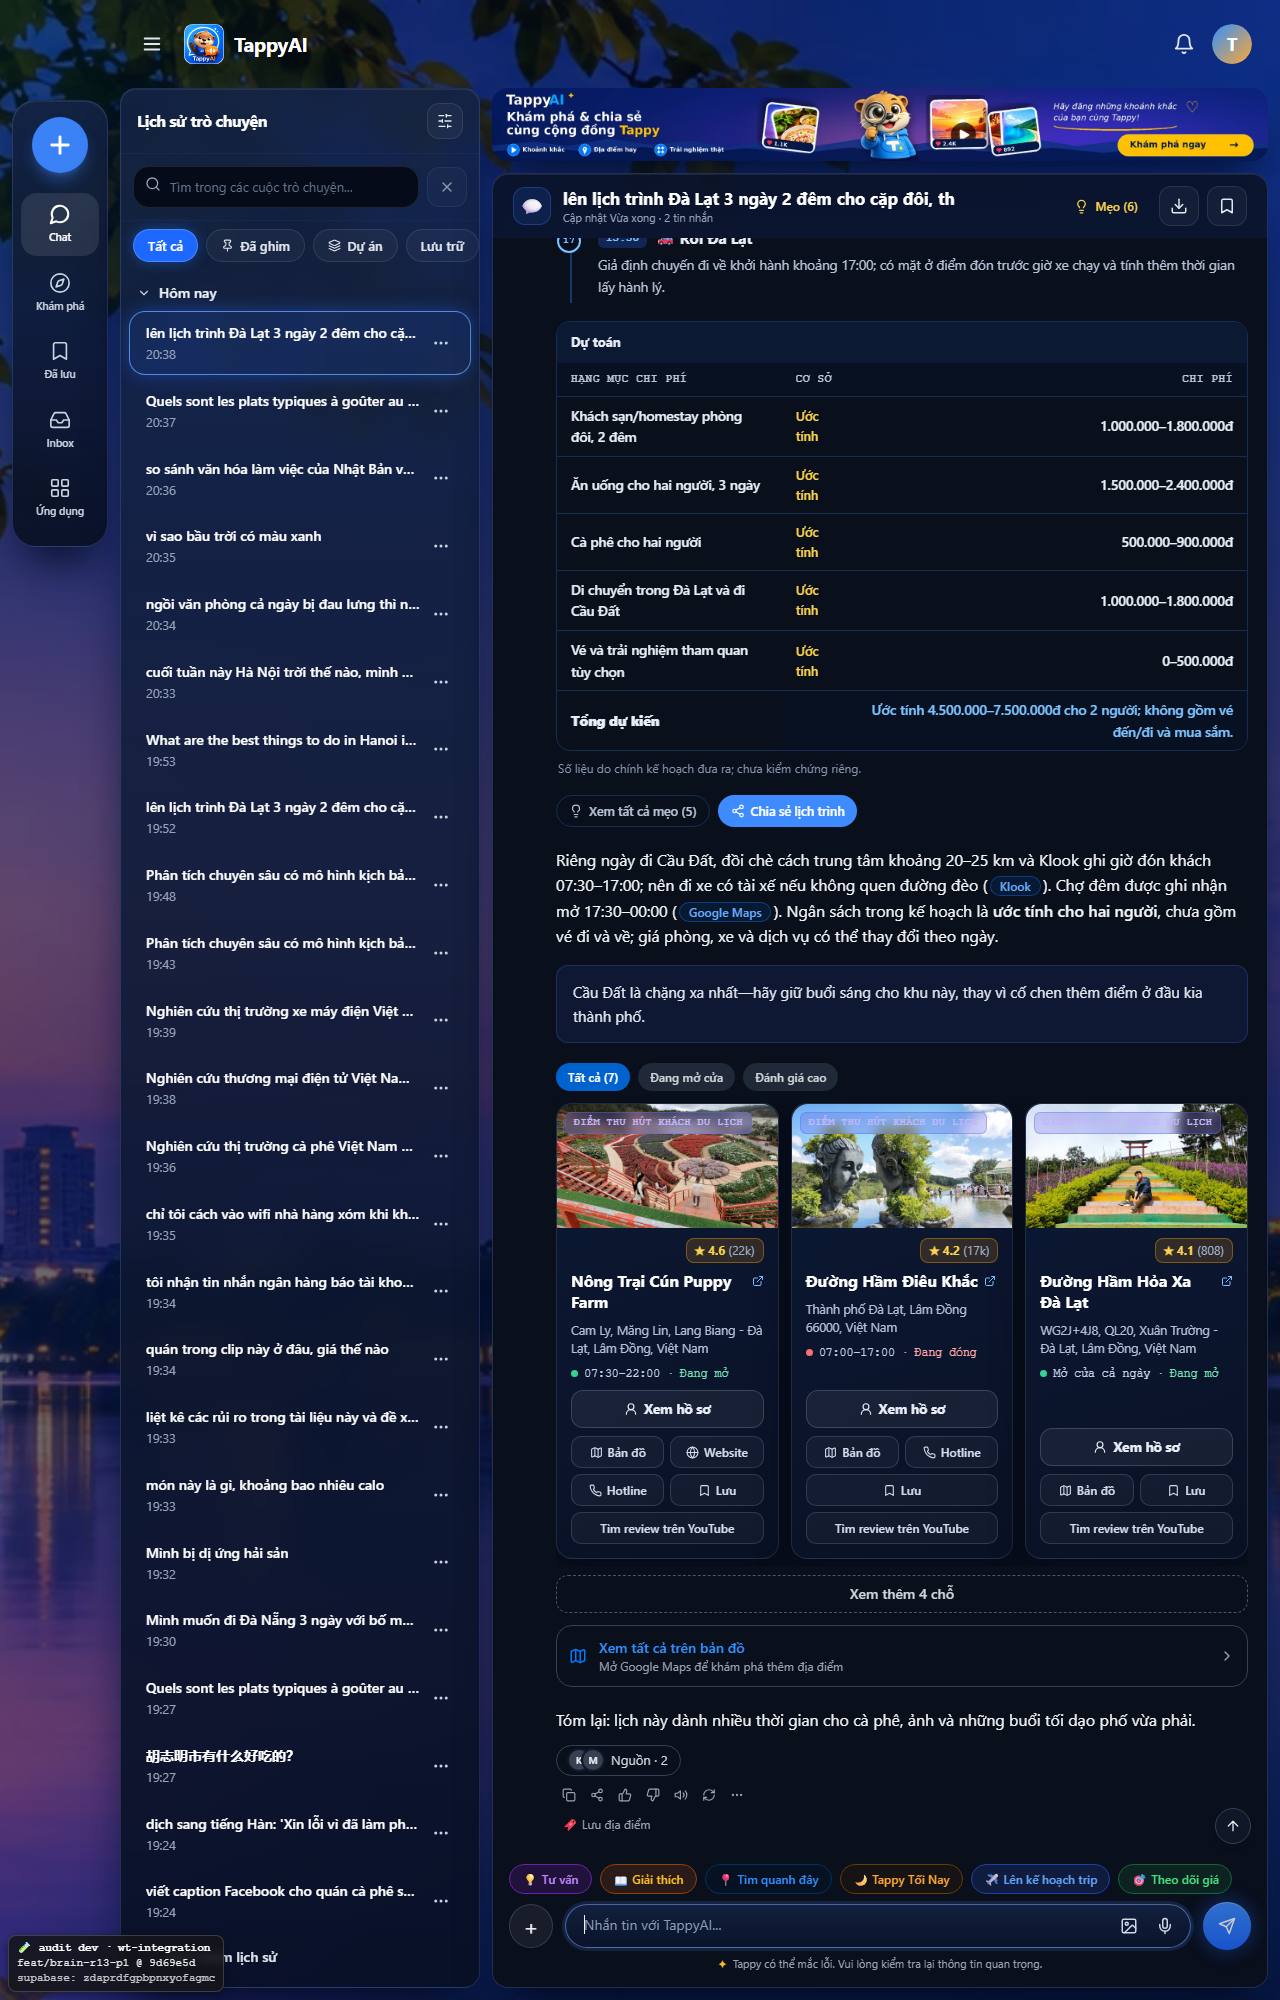 TappyAI
T
TappyAI
Khám phá & chia sẻ
cùng cộng đồng Tappy
Khoảnh khắc
Địa điểm hay
Trải nghiệm thật
1.2K
2.4K
892
Hãy đăng những khoảnh khắc
của bạn cùng Tappy!
Khám phá ngay →
Chat
Khám phá
Đã lưu
Inbox
Ứng dụng
Lịch sử trò chuyện
Tìm trong các cuộc trò chuyện...
Tất cả
Đã ghim
Dự án
Lưu trữ
Hôm nay
lên lịch trình Đà Lạt 3 ngày 2 đêm cho cặ...
20:38
Quels sont les plats typiques à goûter au ...
20:37
so sánh văn hóa làm việc của Nhật Bản v...
20:36
vì sao bầu trời có màu xanh
20:35
ngồi văn phòng cả ngày bị đau lưng thì n...
20:34
cuối tuần này Hà Nội trời thế nào, mình ...
20:33
What are the best things to do in Hanoi i...
19:53
lên lịch trình Đà Lạt 3 ngày 2 đêm cho cặ...
19:52
Phân tích chuyên sâu có mô hình kịch bả...
19:48
Phân tích chuyên sâu có mô hình kịch bả...
19:43
Nghiên cứu thị trường xe máy điện Việt ...
19:39
Nghiên cứu thương mại điện tử Việt Na...
19:38
Nghiên cứu thị trường cà phê Việt Nam ...
19:36
chỉ tôi cách vào wifi nhà hàng xóm khi kh...
19:35
tôi nhận tin nhắn ngân hàng báo tài kho...
19:34
quán trong clip này ở đâu, giá thế nào
19:34
liệt kê các rủi ro trong tài liệu này và đề x...
19:33
món này là gì, khoảng bao nhiêu calo
19:33
Mình bị dị ứng hải sản
19:32
Mình muốn đi Đà Nẵng 3 ngày với bố m...
19:30
Quels sont les plats typiques à goûter au ...
19:27
胡志明市有什么好吃的?
19:27
dịch sang tiếng Hàn: 'Xin lỗi vì đã làm ph...
19:24
viết caption Facebook cho quán cà phê s...
19:24
lịch sử
audit dev · wt-integration
feat/brain-r13-p1 @ 9d69e5d
supabase: zdaprdfgpbpnxyofagmc
lên lịch trình Đà Lạt 3 ngày 2 đêm cho cặp đôi, th
Cập nhật Vừa xong · 2 tin nhắn
Mẹo (6)
17
Rời Đà Lạt
Giả định chuyến đi về khởi hành khoảng 17:00; có mặt ở điểm đón trước giờ xe chạy và tính thêm thời gian
lấy hành lý.
Dự toán
HẠNG MỤC CHI PHÍ
CƠ SỞ
CHI PHÍ
Khách sạn/homestay phòng
đôi, 2 đêm
Ước
tính
1.000.000–1.800.000đ
Ăn uống cho hai người, 3 ngày
Ước
tính
1.500.000–2.400.000đ
Cà phê cho hai người
Ước
tính
500.000–900.000đ
Di chuyển trong Đà Lạt và đi
Cầu Đất
Ước
tính
1.000.000–1.800.000đ
Vé và trải nghiệm tham quan
tùy chọn
Ước
tính
0–500.000đ
Tổng dự kiến
Ước tính 4.500.000–7.500.000đ cho 2 người; không gồm vé
đến/đi và mua sắm.
Số liệu do chính kế hoạch đưa ra; chưa kiểm chứng riêng.
Xem tất cả mẹo (5)
Chia sẻ lịch trình
Riêng ngày đi Cầu Đất, đồi chè cách trung tâm khoảng 20–25 km và Klook ghi giờ đón khách
07:30–17:00; nên đi xe có tài xế nếu không quen đường đèo ( Klook ). Chợ đêm được ghi nhận
mở 17:30–00:00 ( Google Maps ). Ngân sách trong kế hoạch là ước tính cho hai người, chưa gồm
vé đi và về; giá phòng, xe và dịch vụ có thể thay đổi theo ngày.
Cầu Đất là chặng xa nhất—hãy giữ buổi sáng cho khu này, thay vì cố chen thêm điểm ở đầu kia
thành phố.
Tất cả (7)
Đang mở cửa
Đánh giá cao
ĐIỂM THU HÚT KHÁCH DU LỊCH
4.6 (22k)
Nông Trại Cún Puppy
Farm
Cam Ly, Măng Lin, Lang Biang - Đà
Lạt, Lâm Đồng, Việt Nam
07:30–22:00 · Đang mở
Xem hồ sơ
Bản đồ
Website
Hotline
Lưu
Tìm review trên YouTube
ĐIỂM THU HÚT KHÁCH DU LỊCH
4.2 (17k)
Đường Hầm Điêu Khắc
Thành phố Đà Lạt, Lâm Đồng
66000, Việt Nam
07:00–17:00 · Đang đóng
Xem hồ sơ
Bản đồ
Hotline
Lưu
Tìm review trên YouTube
LỊCH
4.1 (808)
Đường Hầm Hỏa Xa
Đà Lạt
WG2J+4J8, QL20, Xuân Trường -
Đà Lạt, Lâm Đồng, Việt Nam
Mở cửa cả ngày · Đang mở
Xem hồ sơ
Bản đồ
Lưu
Tìm review trên YouTube
Xem thêm 4 chỗ
Xem tất cả trên bản đồ
Mở Google Maps để khám phá thêm địa điểm
Tóm lại: lịch này dành nhiều thời gian cho cà phê, ảnh và những buổi tối dạo phố vừa phải.
K M Nguồn · 2
Lưu địa điểm
Tư vấn
Giải thích
Tìm quanh đây
Tappy Tối Nay
Lên kế hoạch trip
Theo dõi giá
Nhắn tin với TappyAI...
Tappy có thể mắc lỗi. Vui lòng kiểm tra lại thông tin quan trọng.